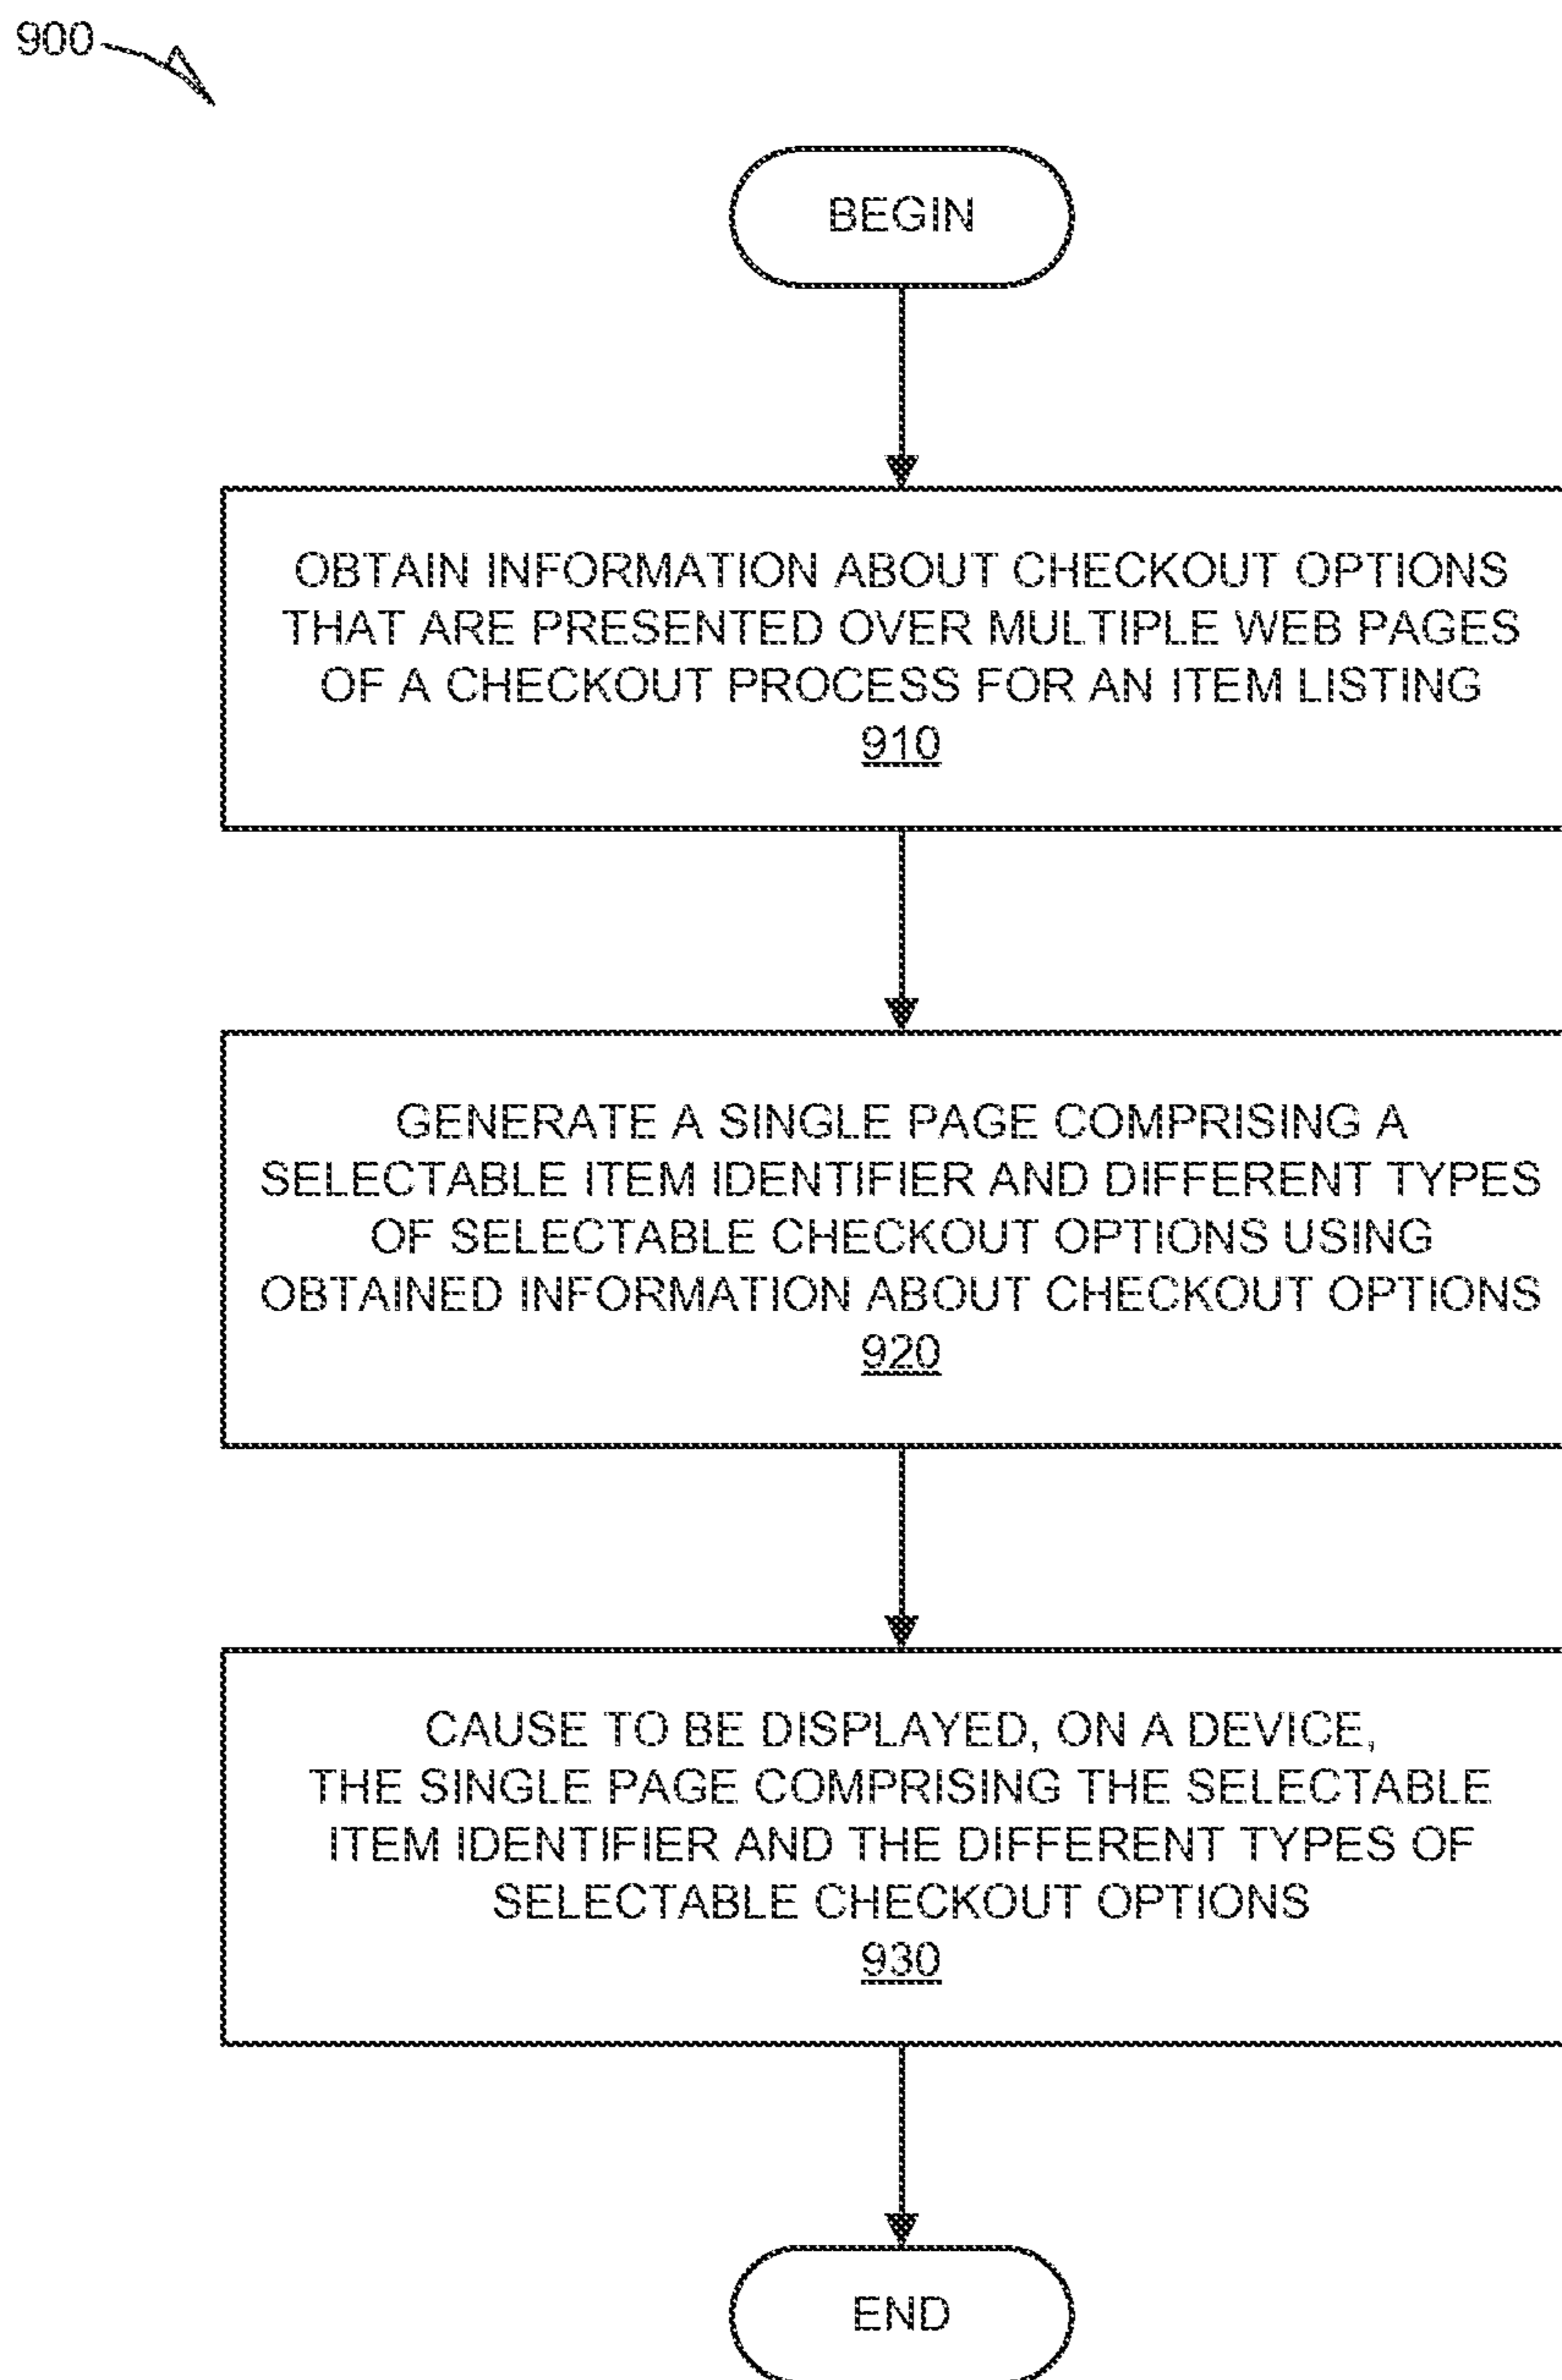 900
BEGIN
OBTAIN INFORMATION ABOUT CHECKOUT OPTIONS
THAT ARE PRESENTED OVER MULTIPLE WEB PAGES
OF A CHECKOUT PROCESS FOR AN ITEM LISTING
910
GENERATE A SINGLE PAGE COMPRISING A
SELECTABLE ITEM IDENTIFIER AND DIFFERENT TYPES
OF SELECTABLE CHECKOUT OPTIONS USING
OBTAINED INFORMATION ABOUT CHECKOUT OPTIONS
920
CAUSE TO BE DISPLAYED, ON A DEVICE,
THE SINGLE PAGE COMPRISING THE SELECTABLE
ITEM IDENTIFIER AND THE DIFFERENT TYPES OF
SELECTABLE CHECKOUT OPTIONS
930
END